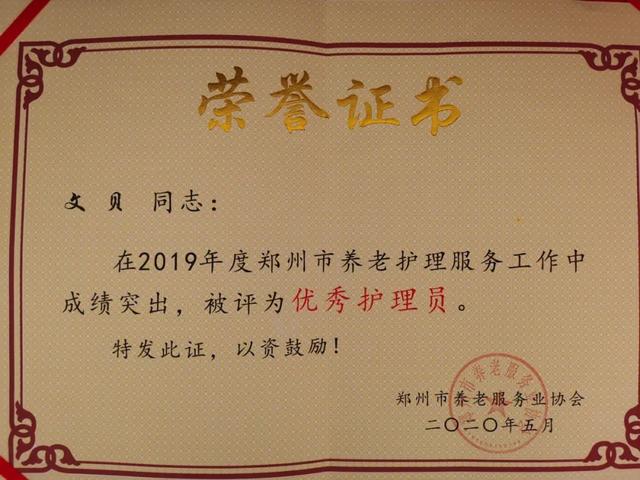 荣誉证书
文贝 同志：
在2019年度郑州市养老护理服务工作中
成绩突出，被评为优秀护理员。
特发此证，以资鼓励！
郑州市养老服务业协会
二〇二〇年五月